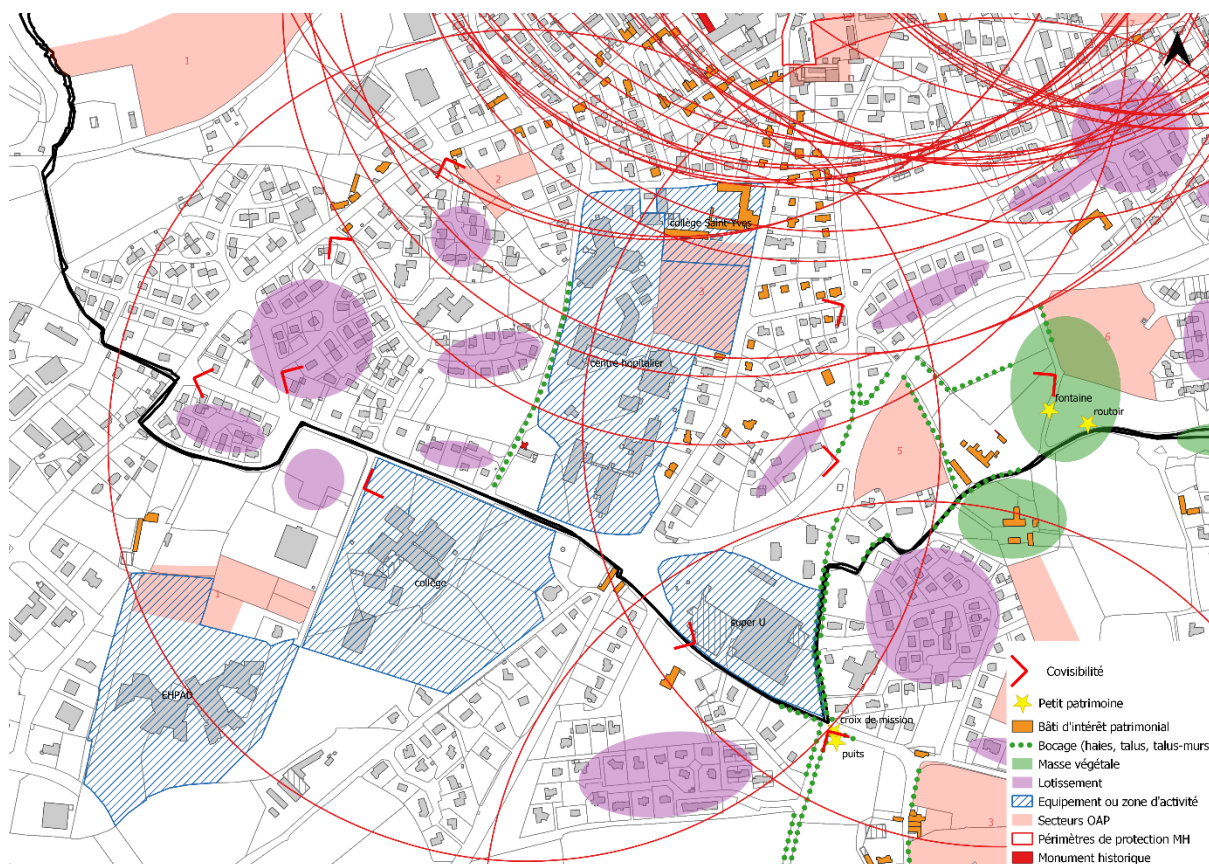 1
7
2
collège Saint-Yves
3
centre hopitalier
6
fontaine
routoir
5
collège
1
super U
EHPAD
croix de mission
puits
3
Covisibilité
Petit patrimoine
Bâti d'intérêt patrimonial
Bocage (haies, talus, talus-murs
Masse végétale
Lotissement
Equipement ou zone d'activité
Secteurs OAP
Périmètres de protection MH
Monument historique